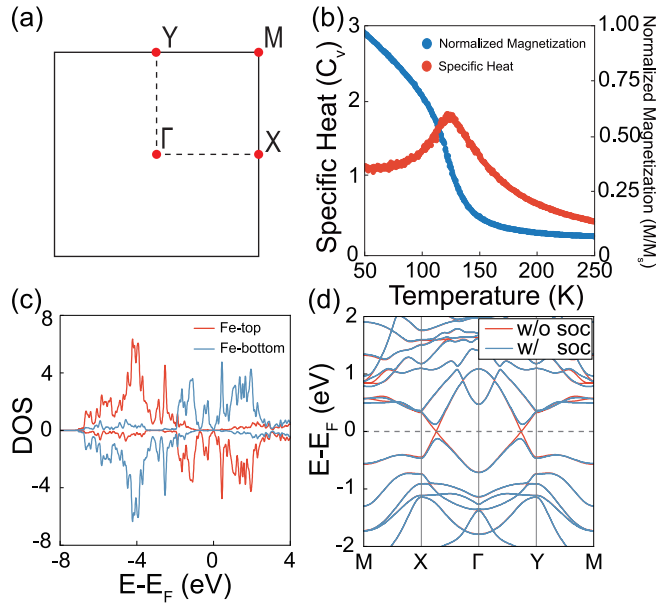 (a)
Y
M
Γ
X
(b)
Normalized Magnetization
Specific Heat
Specific Heat (Cv)
3
2
1
0
1.00
0.75
0.50
0.25
0
Normalized
Magnetization (M/Ms)
50
100
150
200
250
Temperature (K)
(c)
Fe-top
Fe-bottom
DOS
8
4
0
-4
-8
-8
-4
0
4
E-EF (eV)
(d)
w/o soc
w/ soc
E-EF (eV)
2
1
0
-1
-2
M
X
Γ
Y
M